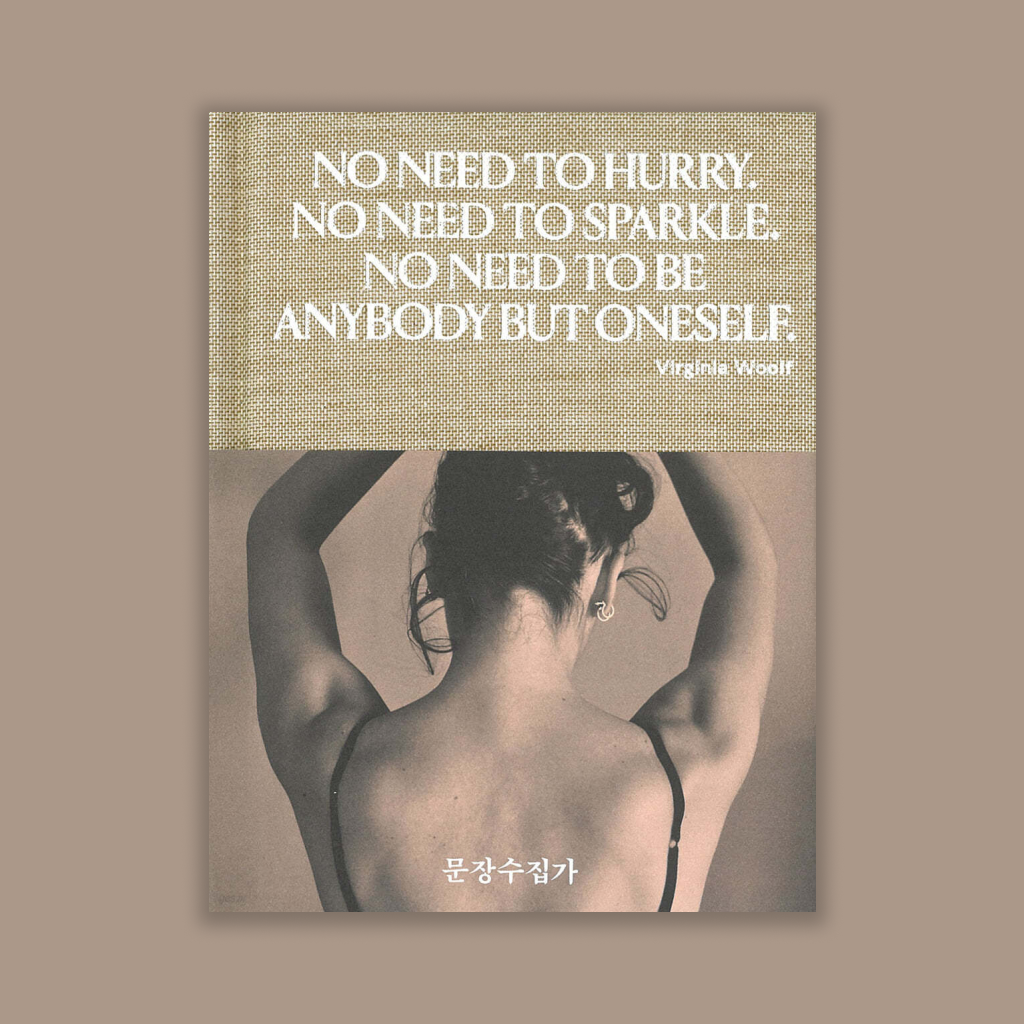 NO NEED TO HURRY.
NO NEED TO SPARKLE.
NO NEED TO BE
ANYBODY BUT ONESELF.
Virginia Woolf
문장수집가